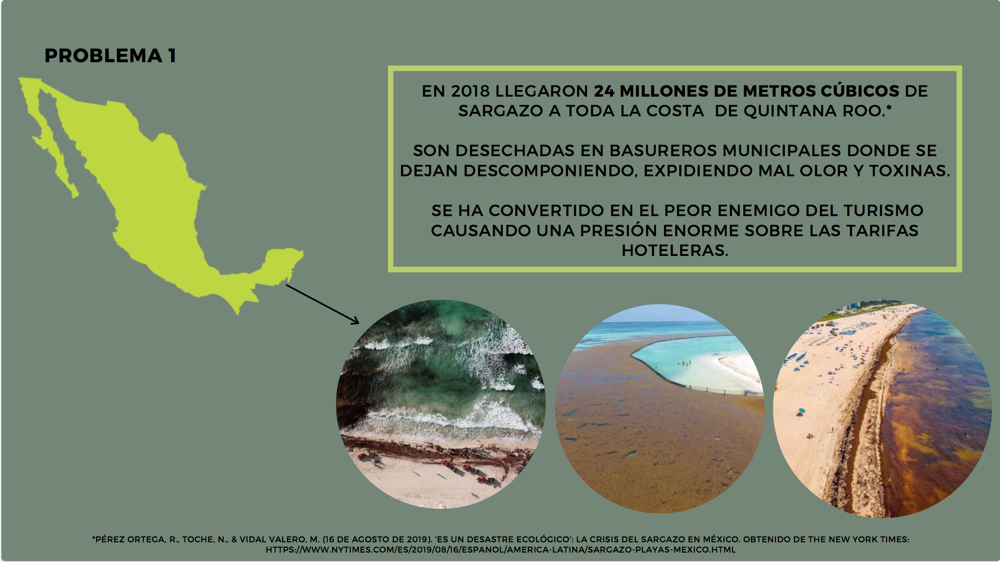 PROBLEMA 1
EN 2018 LLEGARON 24 MILLONES DE METROS CÚBICOS DE
SARGAZO A TODA LA COSTA DE QUINTANA ROO.*
SON DESECHADAS EN BASUREROS MUNICIPALES DONDE SE
DEJAN DESCOMPONIENDO, EXPIDIENDO MAL OLOR Y TOXINAS.
SE HA CONVERTIDO EN EL PEOR ENEMIGO DEL TURISMO
CAUSANDO UNA PRESIÓN ENORME SOBRE LAS TARIFAS
HOTELERAS.
*PÉREZ ORTEGA, R., TOCHE, N., & VIDAL VALERO, M. (16 DE AGOSTO DE 2019). ‘ES UN DESASTRE ECOLÓGICO’: LA CRISIS DEL SARGAZO EN MÉXICO. OBTENIDO DE THE NEW YORK TIMES:
HTTPS://WWW.NYTIMES.COM/ES/2019/08/16/ESPANOL/AMERICA-LATINA/SARGAZO-PLAYAS-MEXICO.HTML